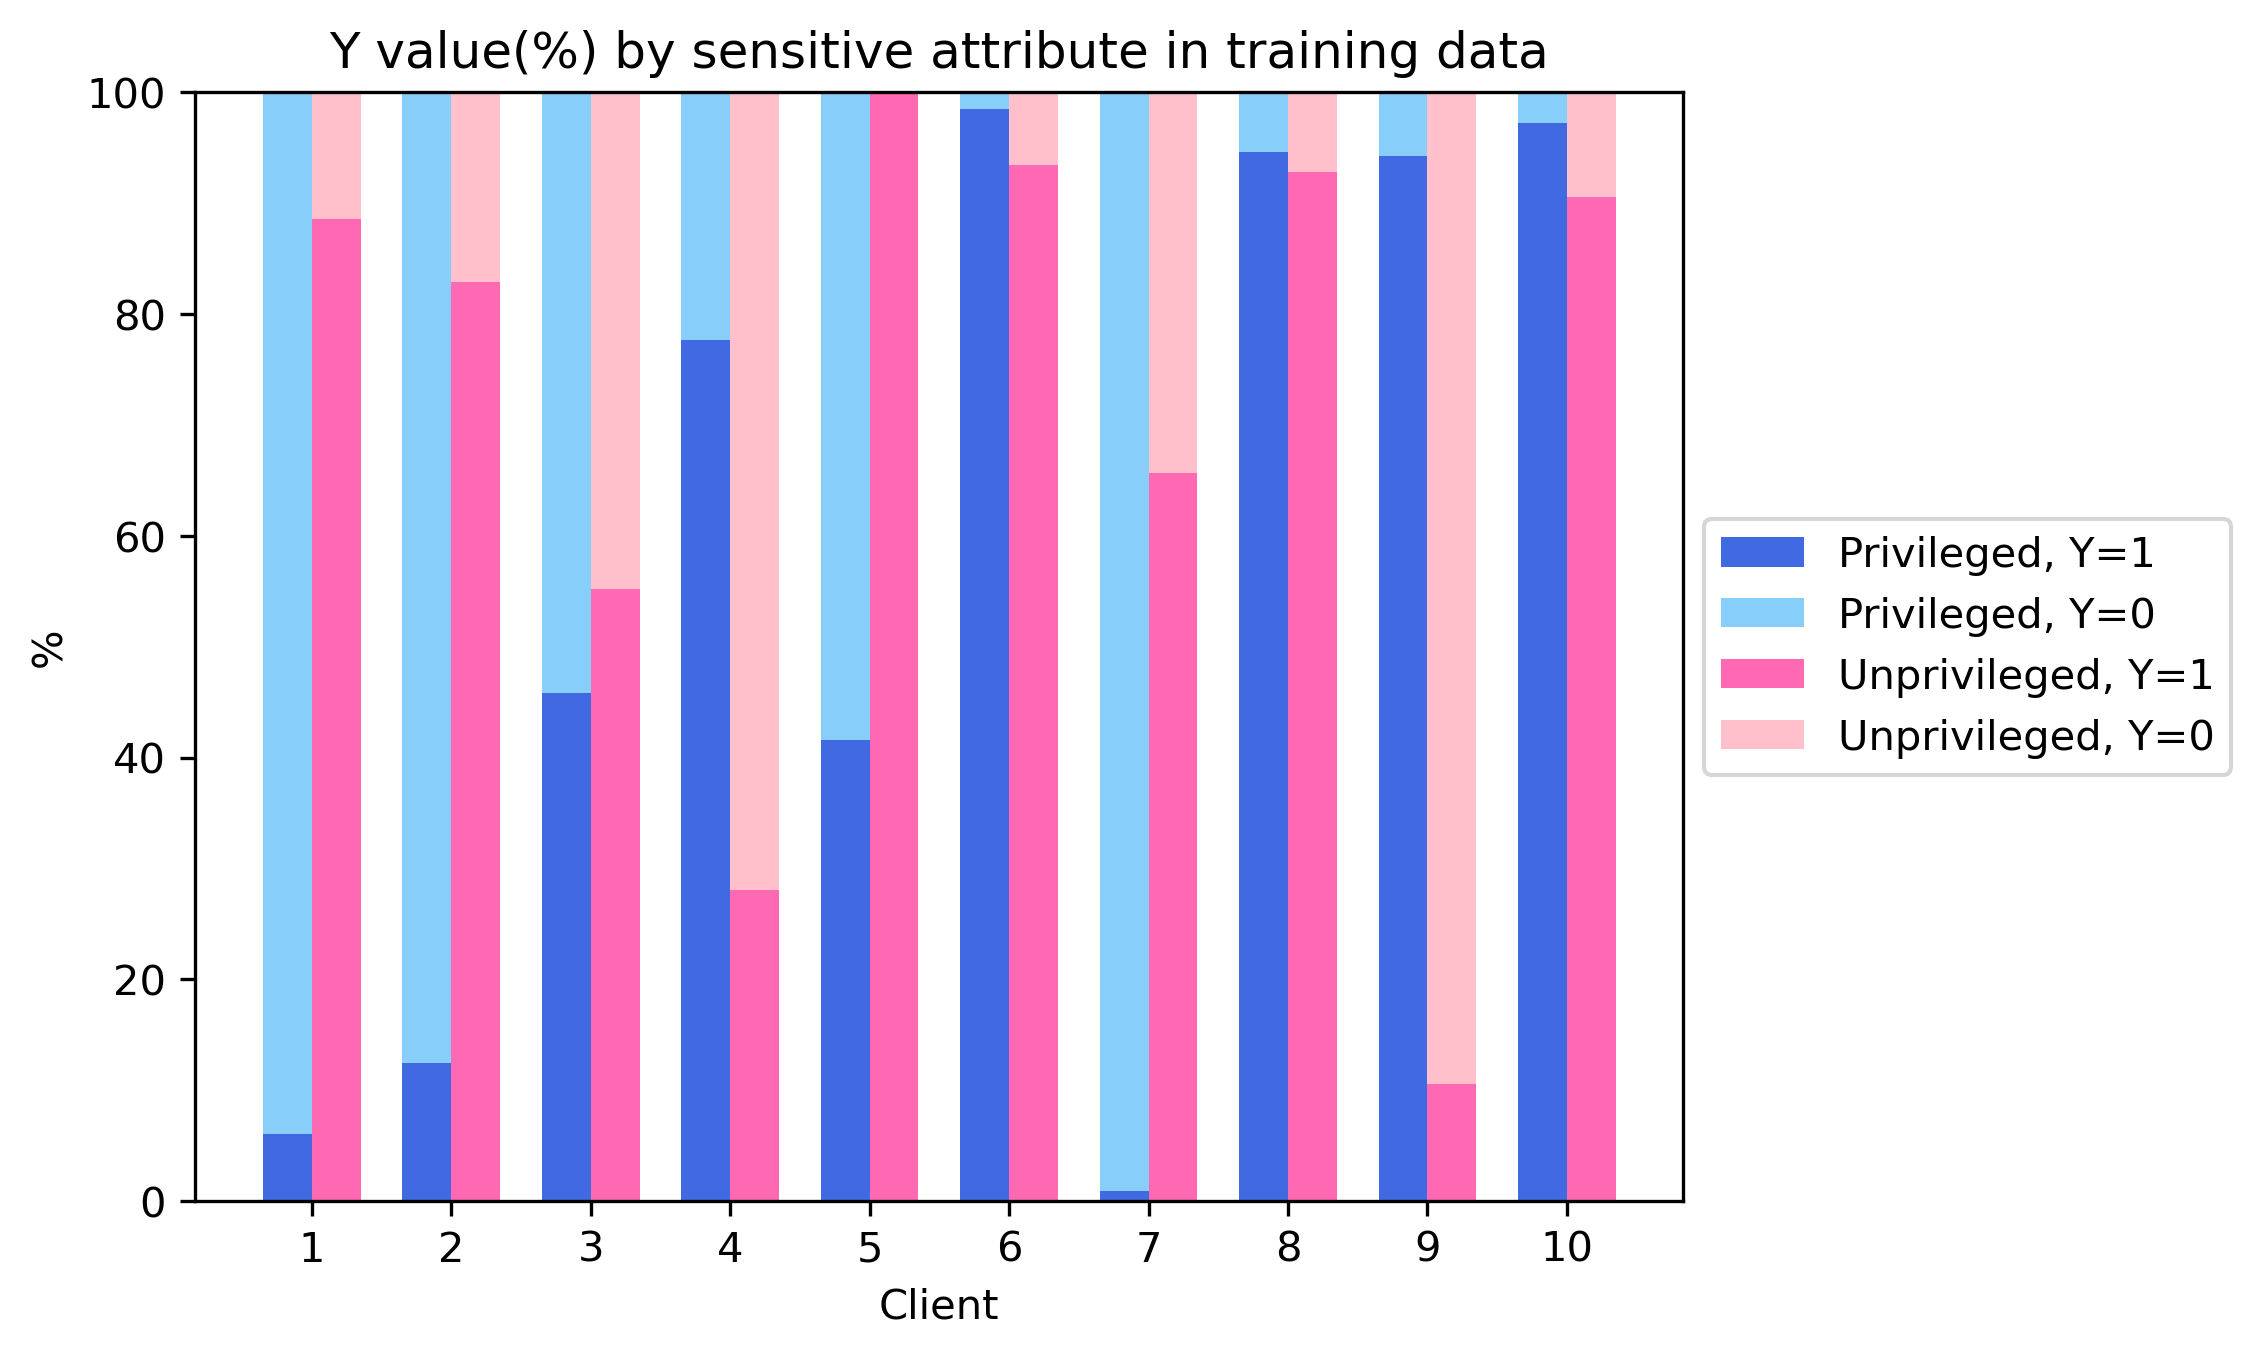 Y value(%) by sensitive attribute in training data
100
80
60
40
20
0
%
1 2 3 4 5 6 7 8 9 10
Client
Privileged, Y=1
Privileged, Y=0
Unprivileged, Y=1
Unprivileged, Y=0